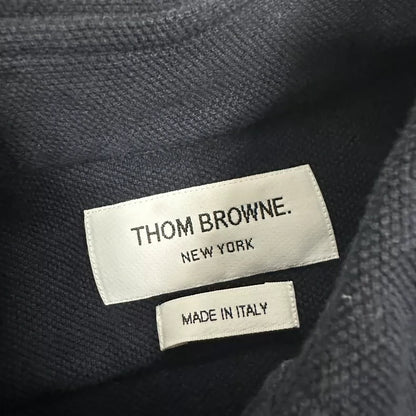 THOM BROWNE.
NEW YORK
MADE IN ITALY